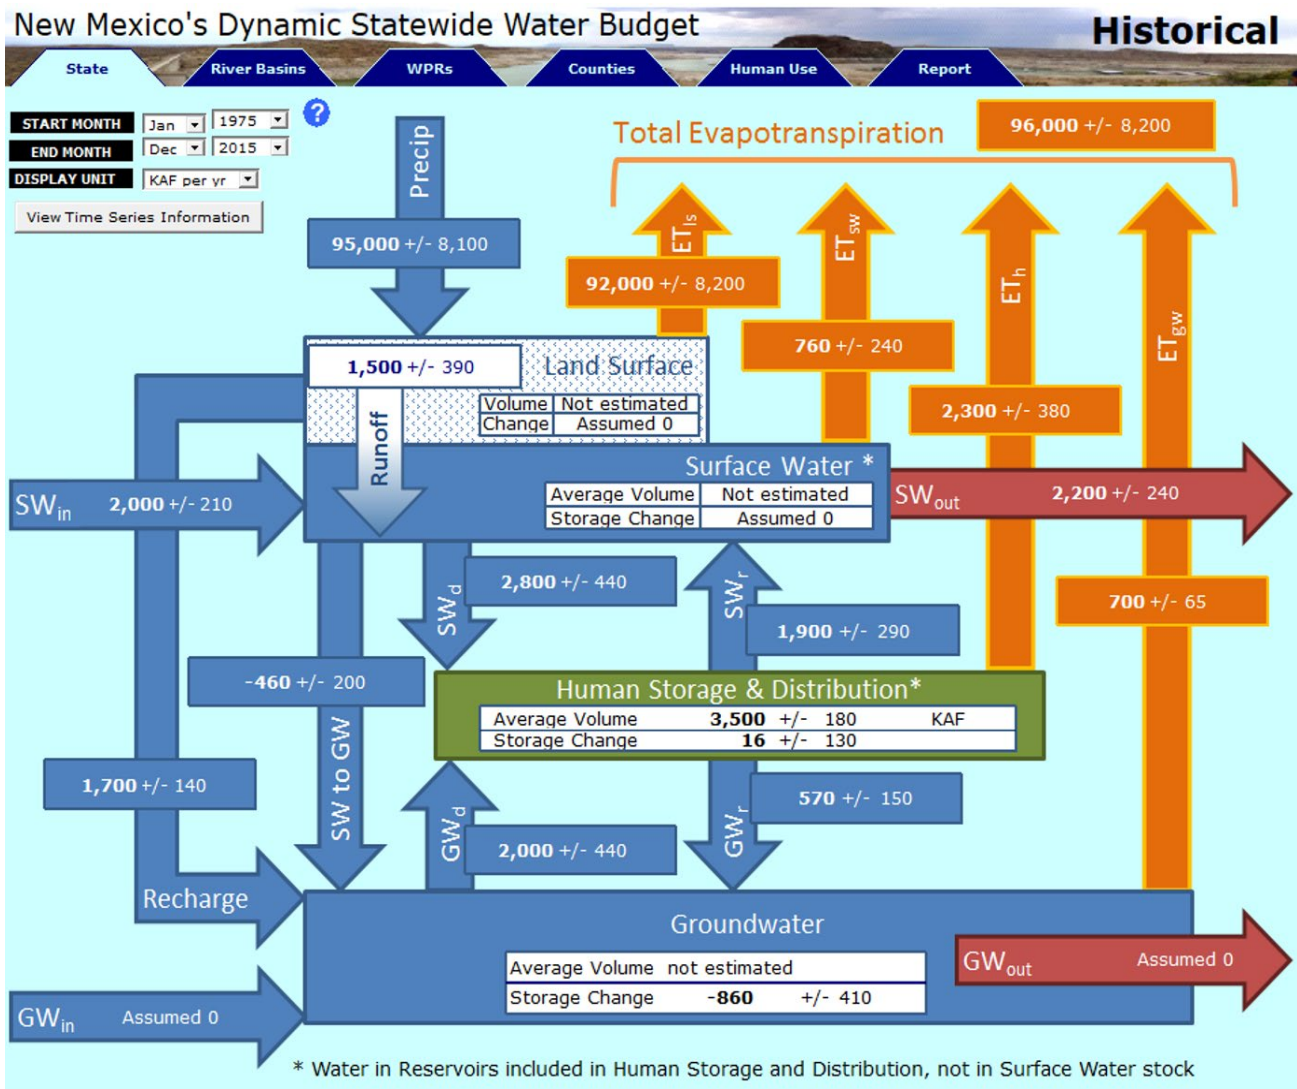 New Mexico's Dynamic Statewide Water Budget
Historical
State
River Basins
WPRs
Counties
Human Use
Report
START MONTH Jan 1975
END MONTH Dec 2015
DISPLAY UNIT KAF per yr
?
View Time Series Information
Precip
95,000 +/- 8,100
Total Evapotranspiration
96,000 +/- 8,200
ETls
92,000 +/- 8,200
ETsw
760 +/- 240
ETh
2,300 +/- 380
ETgw
700 +/- 65
1,500 +/- 390
Land Surface
Volume Not estimated
Change Assumed 0
Runoff
Surface Water *
Average Volume Not estimated
Storage Change Assumed 0
SWin 2,000 +/- 210
SWout 2,200 +/- 240
SWd
2,800 +/- 440
SWr
1,900 +/- 290
-460 +/- 200
SW to GW
Human Storage & Distribution*
Average Volume 3,500 +/- 180 KAF
Storage Change 16 +/- 130
1,700 +/- 140
Recharge
GWd
2,000 +/- 440
GWr
570 +/- 150
Groundwater
Average Volume not estimated
Storage Change -860 +/- 410
GWout Assumed 0
GWin Assumed 0
* Water in Reservoirs included in Human Storage and Distribution, not in Surface Water stock